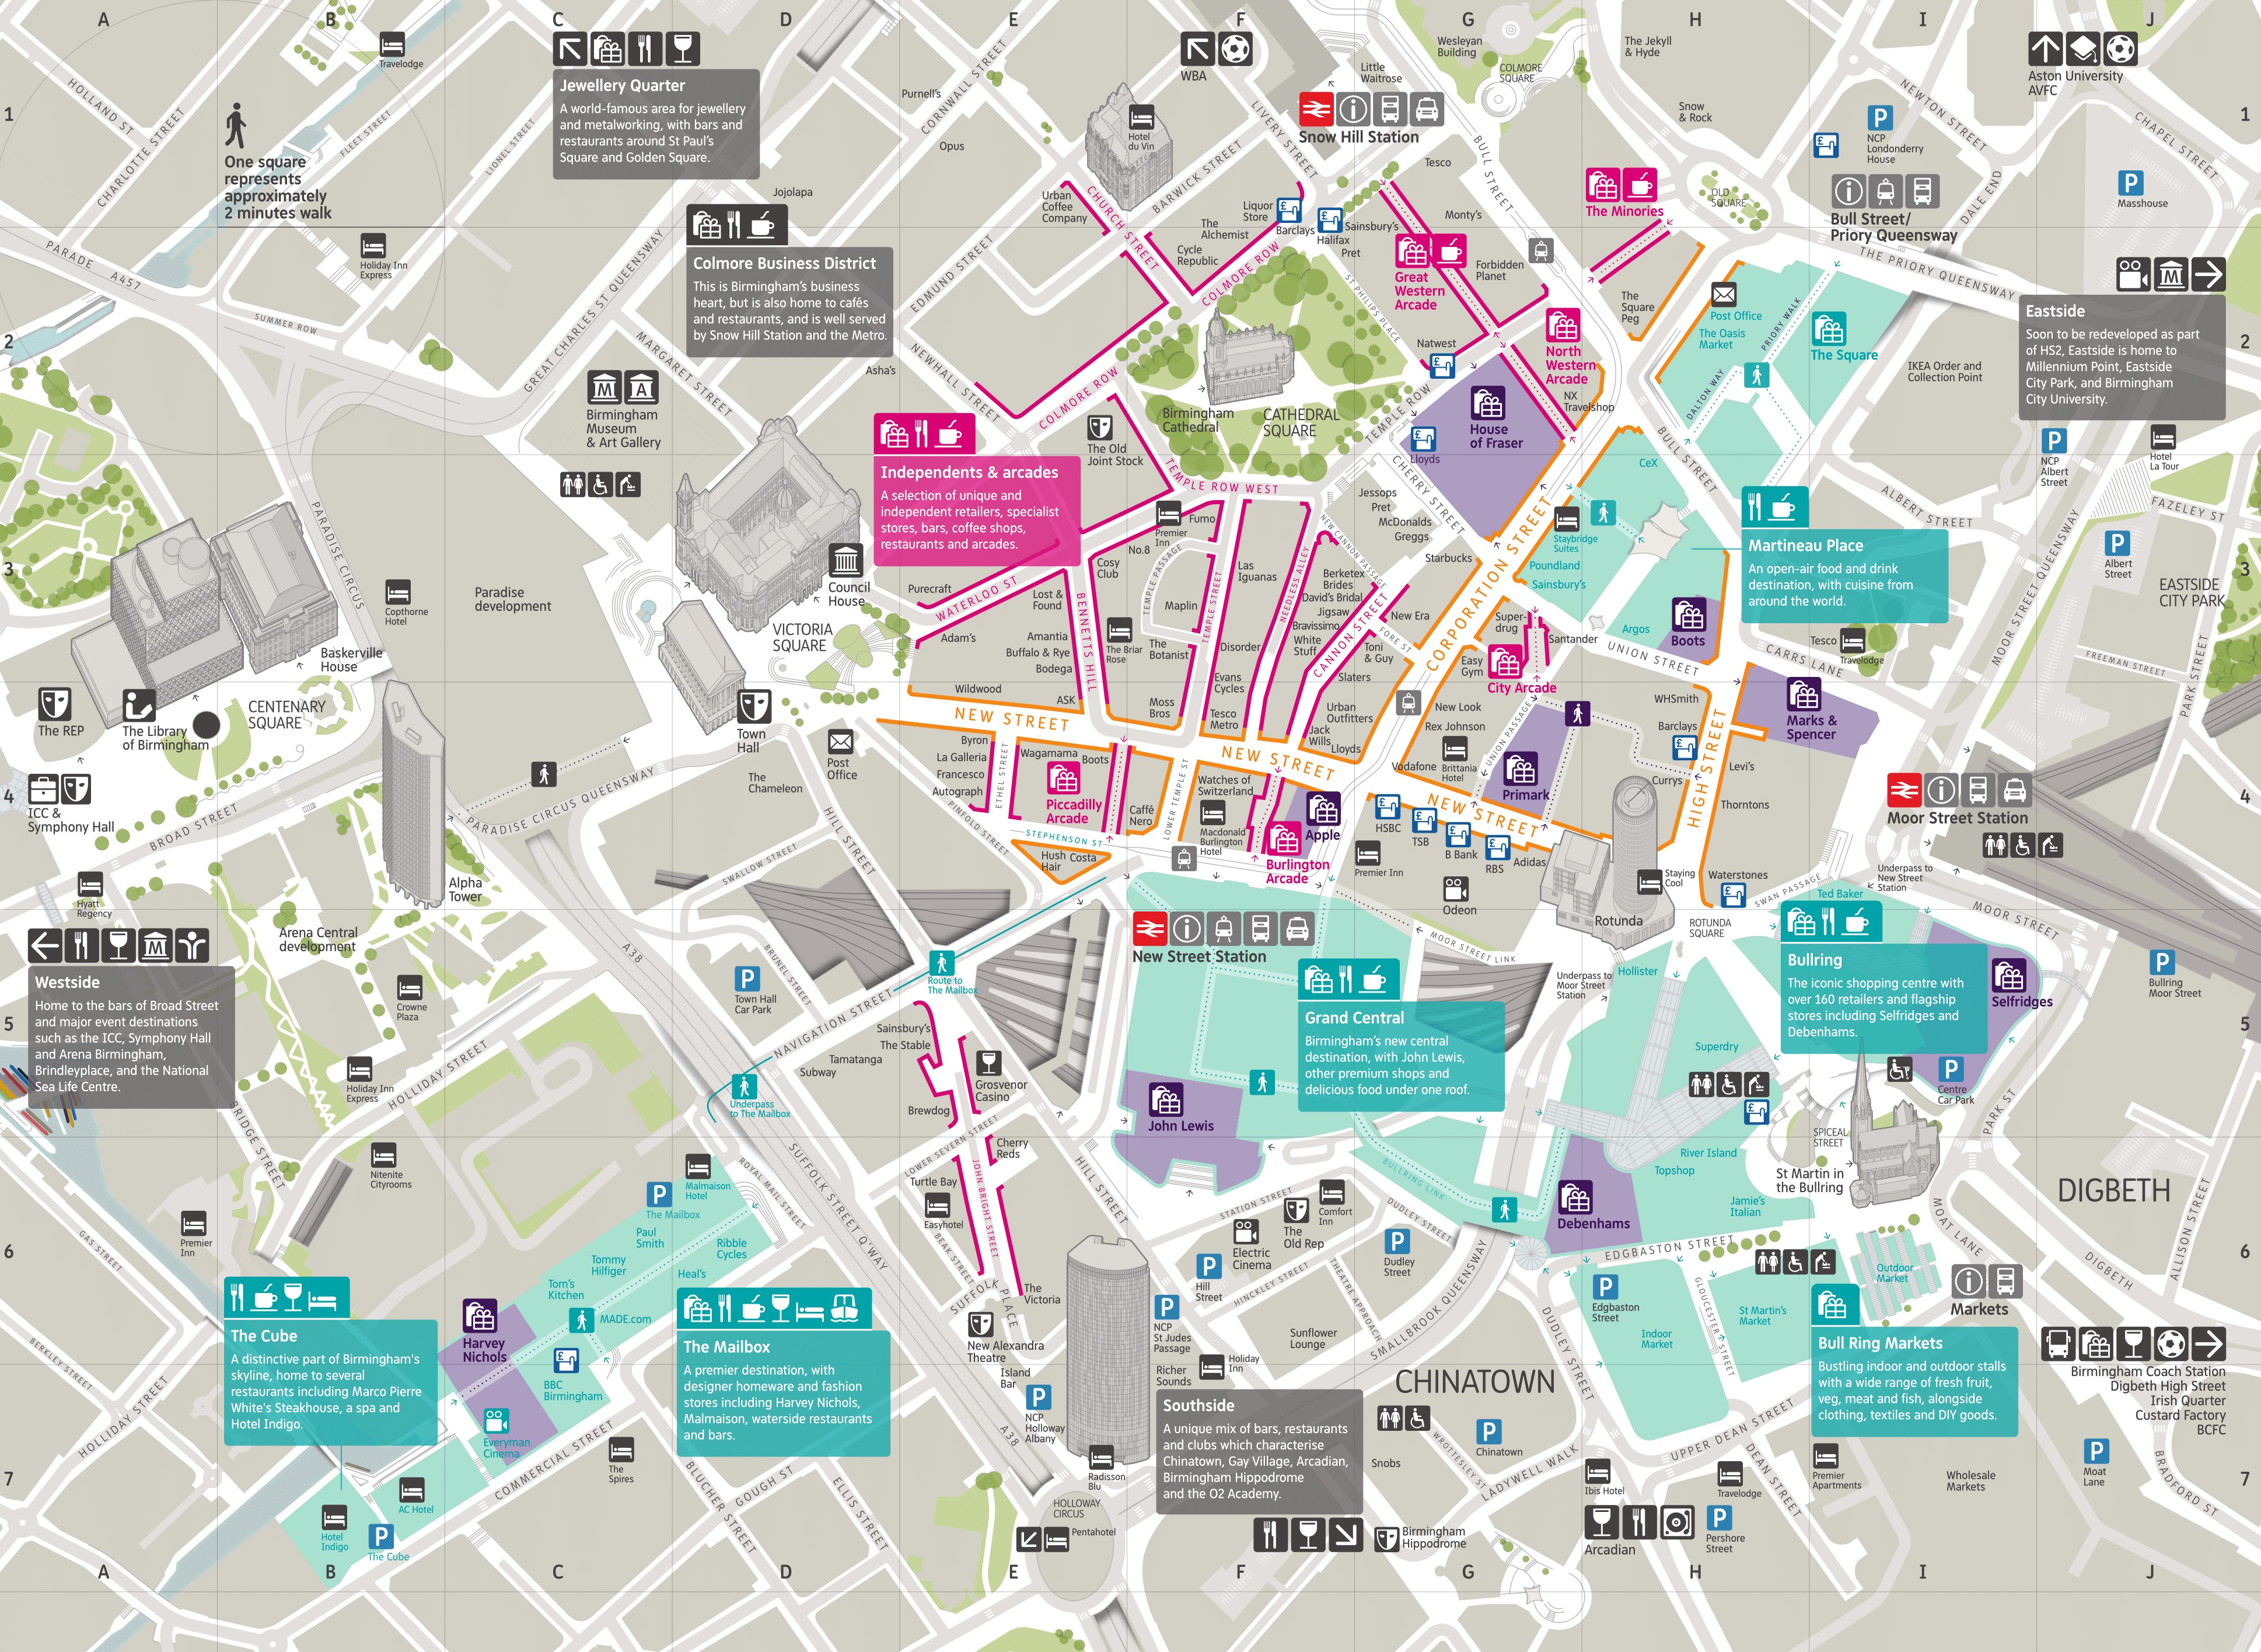 A
B
C
D
E
F
G
H
I
J
1
2
3
4
5
6
7
HOLLAND ST
CHARLOTTE STREET
Travelodge
FLEET STREET
LIONEL STREET
One square
represents
approximately
2 minutes walk
Jewellery Quarter
A world-famous area for jewellery
and metalworking, with bars and
restaurants around St Paul's
Square and Golden Square.
Purnell's
CORNWALL STREET
Opus
Jojolapa
Hotel
du Vin
WBA
LIVERY STREET
Little
Waitrose
Snow Hill Station
Wesleyan
Building
COLMORE
SQUARE
The Jekyll
& Hyde
Snow
& Rock
Tesco
BULL STREET
P
NCP
Londonderry
House
NEWTON STREET
Aston University
AVFC
CHAPEL STREET
DALE END
P
Masshouse
PARADE
A457
SUMMER ROW
Holiday Inn
Express
GREAT CHARLES ST QUEENSWAY
MARGARET STREET
Colmore Business District
This is Birmingham's business
heart, but is also home to cafés
and restaurants, and is well served
by Snow Hill Station and the Metro.
Asha's
EDMUND STREET
NEWHALL STREET
Urban
Coffee
Company
CHURCH STREET
BARWICK STREET
Liquor
Store
The
Alchemist
Cycle
Republic
Barclays
Halifax
Sainsbury's
Pret
COLMORE ROW
COLMORE ROW
ST PHILIPS PLACE
Monty's
Great
Western
Arcade
Forbidden
Planet
The Minories
OLD
SQUARE
Bull Street/
Priory Queensway
THE PRIORY QUEENSWAY
The
Square
Peg
Post Office
The Oasis
Market
PRIORY WALK
The Square
DALTON WAY
IKEA Order and
Collection Point
Eastside
Soon to be redeveloped as part
of HS2, Eastside is home to
Millennium Point, Eastside
City Park, and Birmingham
City University.
Natwest
North
Western
Arcade
NX
Travelshop
House
of Fraser
Lloyds
TEMPLE ROW
Birmingham
Cathedral
CATHEDRAL
SQUARE
The Old
Joint Stock
Birmingham
Museum
& Art Gallery
Independents & arcades
A selection of unique and
independent retailers, specialist
stores, bars, coffee shops,
restaurants and arcades.
TEMPLE ROW WEST
Jessops
Pret
McDonalds
Greggs
CHERRY STREET
Starbucks
CeX
BULL STREET
ALBERT STREET
P
NCP
Albert
Street
Hotel
La Tour
FAZELEY ST
P
Albert
Street
EASTSIDE
CITY PARK
PARADISE CIRCUS
Copthorne
Hotel
Paradise
development
Council
House
VICTORIA
SQUARE
Purecraft
WATERLOO ST
Adam's
Premier
Inn
Fumo
No.8
Cosy
Club
Lost &
Found
BENNETTS HILL
TEMPLE PASSAGE
Maplin
TEMPLE STREET
Las
Iguanas
NEEDLESS ALLEY
NEW CANNON PASSAGE
Berketex
Brides
David's Bridal
Jigsaw
Bravissimo
White
Stuff
CANNON STREET
New Era
FORE ST
Toni
& Guy
Slaters
CORPORATION STREET
Staybridge
Suites
Poundland
Sainsbury's
Martineau Place
An open-air food and drink
destination, with cuisine from
around the world.
Boots
Argos
Super-
drug
Santander
UNION STREET
Easy
Gym
City Arcade
CARRS LANE
Tesco
Travelodge
MOOR STREET QUEENSWAY
FREEMAN STREET
PARK STREET
Amantia
Buffalo & Rye
Bodega
The Briar
Rose
The
Botanist
Disorder
Evans
Cycles
Baskerville
House
The REP
The Library
of Birmingham
CENTENARY
SQUARE
Town
Hall
Post
Office
Wildwood
ASK
NEW STREET
Moss
Bros
Tesco
Metro
NEW STREET
Urban
Outfitters
Jack
Wills
Lloyds
New Look
Rex Johnson
Vodafone
Brittania
Hotel
UNION PASSAGE
Primark
WHSmith
Barclays
Currys
HIGH STREET
Marks &
Spencer
Levi's
Thorntons
ICC &
Symphony Hall
BROAD STREET
PARADISE CIRCUS QUEENSWAY
The
Chameleon
HILL STREET
Byron
La Galleria
Francesco
Autograph
ETHEL STREET
PINFOLD STREET
Wagamama
Boots
Piccadilly
Arcade
Caffé
Nero
STEPHENSON ST
LOWER TEMPLE ST
Hush
Hair
Costa
Watches of
Switzerland
Macdonald
Burlington
Hotel
Apple
Burlington
Arcade
HSBC
TSB
B Bank
RBS
NEW STREET
Adidas
Premier Inn
Odeon
Rotunda
Staying
Cool
Waterstones
SWAN PASSAGE
Moor Street Station
Underpass to
New Street
Station
MOOR STREET
Hyatt
Regency
Alpha
Tower
Arena Central
development
SWALLOW STREET
A38
BRUNEL STREET
P
Town Hall
Car Park
NAVIGATION STREET
Route to
The Mailbox
New Street Station
MOOR STREET LINK
Underpass to
Moor Street
Station
Hollister
ROTUNDA
SQUARE
Ted Baker
Bullring
The iconic shopping centre with
over 160 retailers and flagship
stores including Selfridges and
Debenhams.
Selfridges
P
Bullring
Moor Street
Westside
Home to the bars of Broad Street
and major event destinations
such as the ICC, Symphony Hall
and Arena Birmingham,
Brindleyplace, and the National
Sea Life Centre.
Crowne
Plaza
Holiday Inn
Express
HOLLIDAY STREET
Underpass
to The Mailbox
Sainsbury's
The Stable
Tamatanga
Subway
Brewdog
Grosvenor
Casino
Grand Central
Birmingham's new central
destination, with John Lewis,
other premium shops and
delicious food under one roof.
John Lewis
Superdry
P
Centre
Car Park
PARK ST
SPICEAL
STREET
St Martin in
the Bullring
BRIDGE STREET
Nitenite
Cityrooms
Premier
Inn
GAS STREET
Malmaison
Hotel
P
The Mailbox
ROYAL MAIL STREET
SUFFOLK STREET Q'WAY
Paul
Smith
Ribble
Cycles
Tommy
Hilfiger
Heal's
Tom's
Kitchen
MADE.com
LOWER SEVERN STREET
Turtle Bay
Easyhotel
BEAK STREET
JOHN BRIGHT STREET
Cherry
Reds
HILL STREET
SUFFOLK PLACE
The
Victoria
STATION STREET
Electric
Cinema
The
Old Rep
Comfort
Inn
P
Hill
Street
HINCKLEY STREET
THEATRE APPROACH
DUDLEY STREET
P
Dudley
Street
BULLRING LINK
SMALLBROOK QUEENSWAY
Debenhams
River Island
Topshop
Jamie's
Italian
EDGBASTON STREET
P
Edgbaston
Street
GLOUCESTER STREET
Indoor
Market
St Martin's
Market
Outdoor
Market
MOAT LANE
DIGBETH
DIGBETH
ALLISON STREET
Markets
The Cube
A distinctive part of Birmingham's
skyline, home to several
restaurants including Marco Pierre
White's Steakhouse, a spa and
Hotel Indigo.
Harvey
Nichols
BBC
Birmingham
Everyman
Cinema
The Mailbox
A premier destination, with
designer homeware and fashion
stores including Harvey Nichols,
Malmaison, waterside restaurants
and bars.
New Alexandra
Theatre
Island
Bar
P
NCP
Holloway
Albany
A38
P
NCP
St Judes
Passage
Richer
Sounds
Holiday
Inn
Sunflower
Lounge
Southside
A unique mix of bars, restaurants
and clubs which characterise
Chinatown, Gay Village, Arcadian,
Birmingham Hippodrome
and the O2 Academy.
CHINATOWN
DUDLEY STREET
P
Chinatown
WROTTESLEY ST
Snobs
LADYWELL WALK
UPPER DEAN STREET
DEAN STREET
Bull Ring Markets
Bustling indoor and outdoor stalls
with a wide range of fresh fruit,
veg, meat and fish, alongside
clothing, textiles and DIY goods.
Birmingham Coach Station
Digbeth High Street
Irish Quarter
Custard Factory
BCFC
P
Moat
Lane
BRADFORD ST
BERKLEY STREET
HOLLIDAY STREET
COMMERCIAL STREET
The
Spires
AC Hotel
Hotel
Indigo
P
The Cube
BLUCHER STREET
GOUGH ST
ELLIS STREET
Radisson
Blu
HOLLOWAY
CIRCUS
Pentahotel
Birmingham
Hippodrome
Ibis Hotel
Arcadian
Travelodge
P
Pershore
Street
Premier
Apartments
Wholesale
Markets
A
B
C
D
E
F
G
H
I
J
1
2
3
4
5
6
7